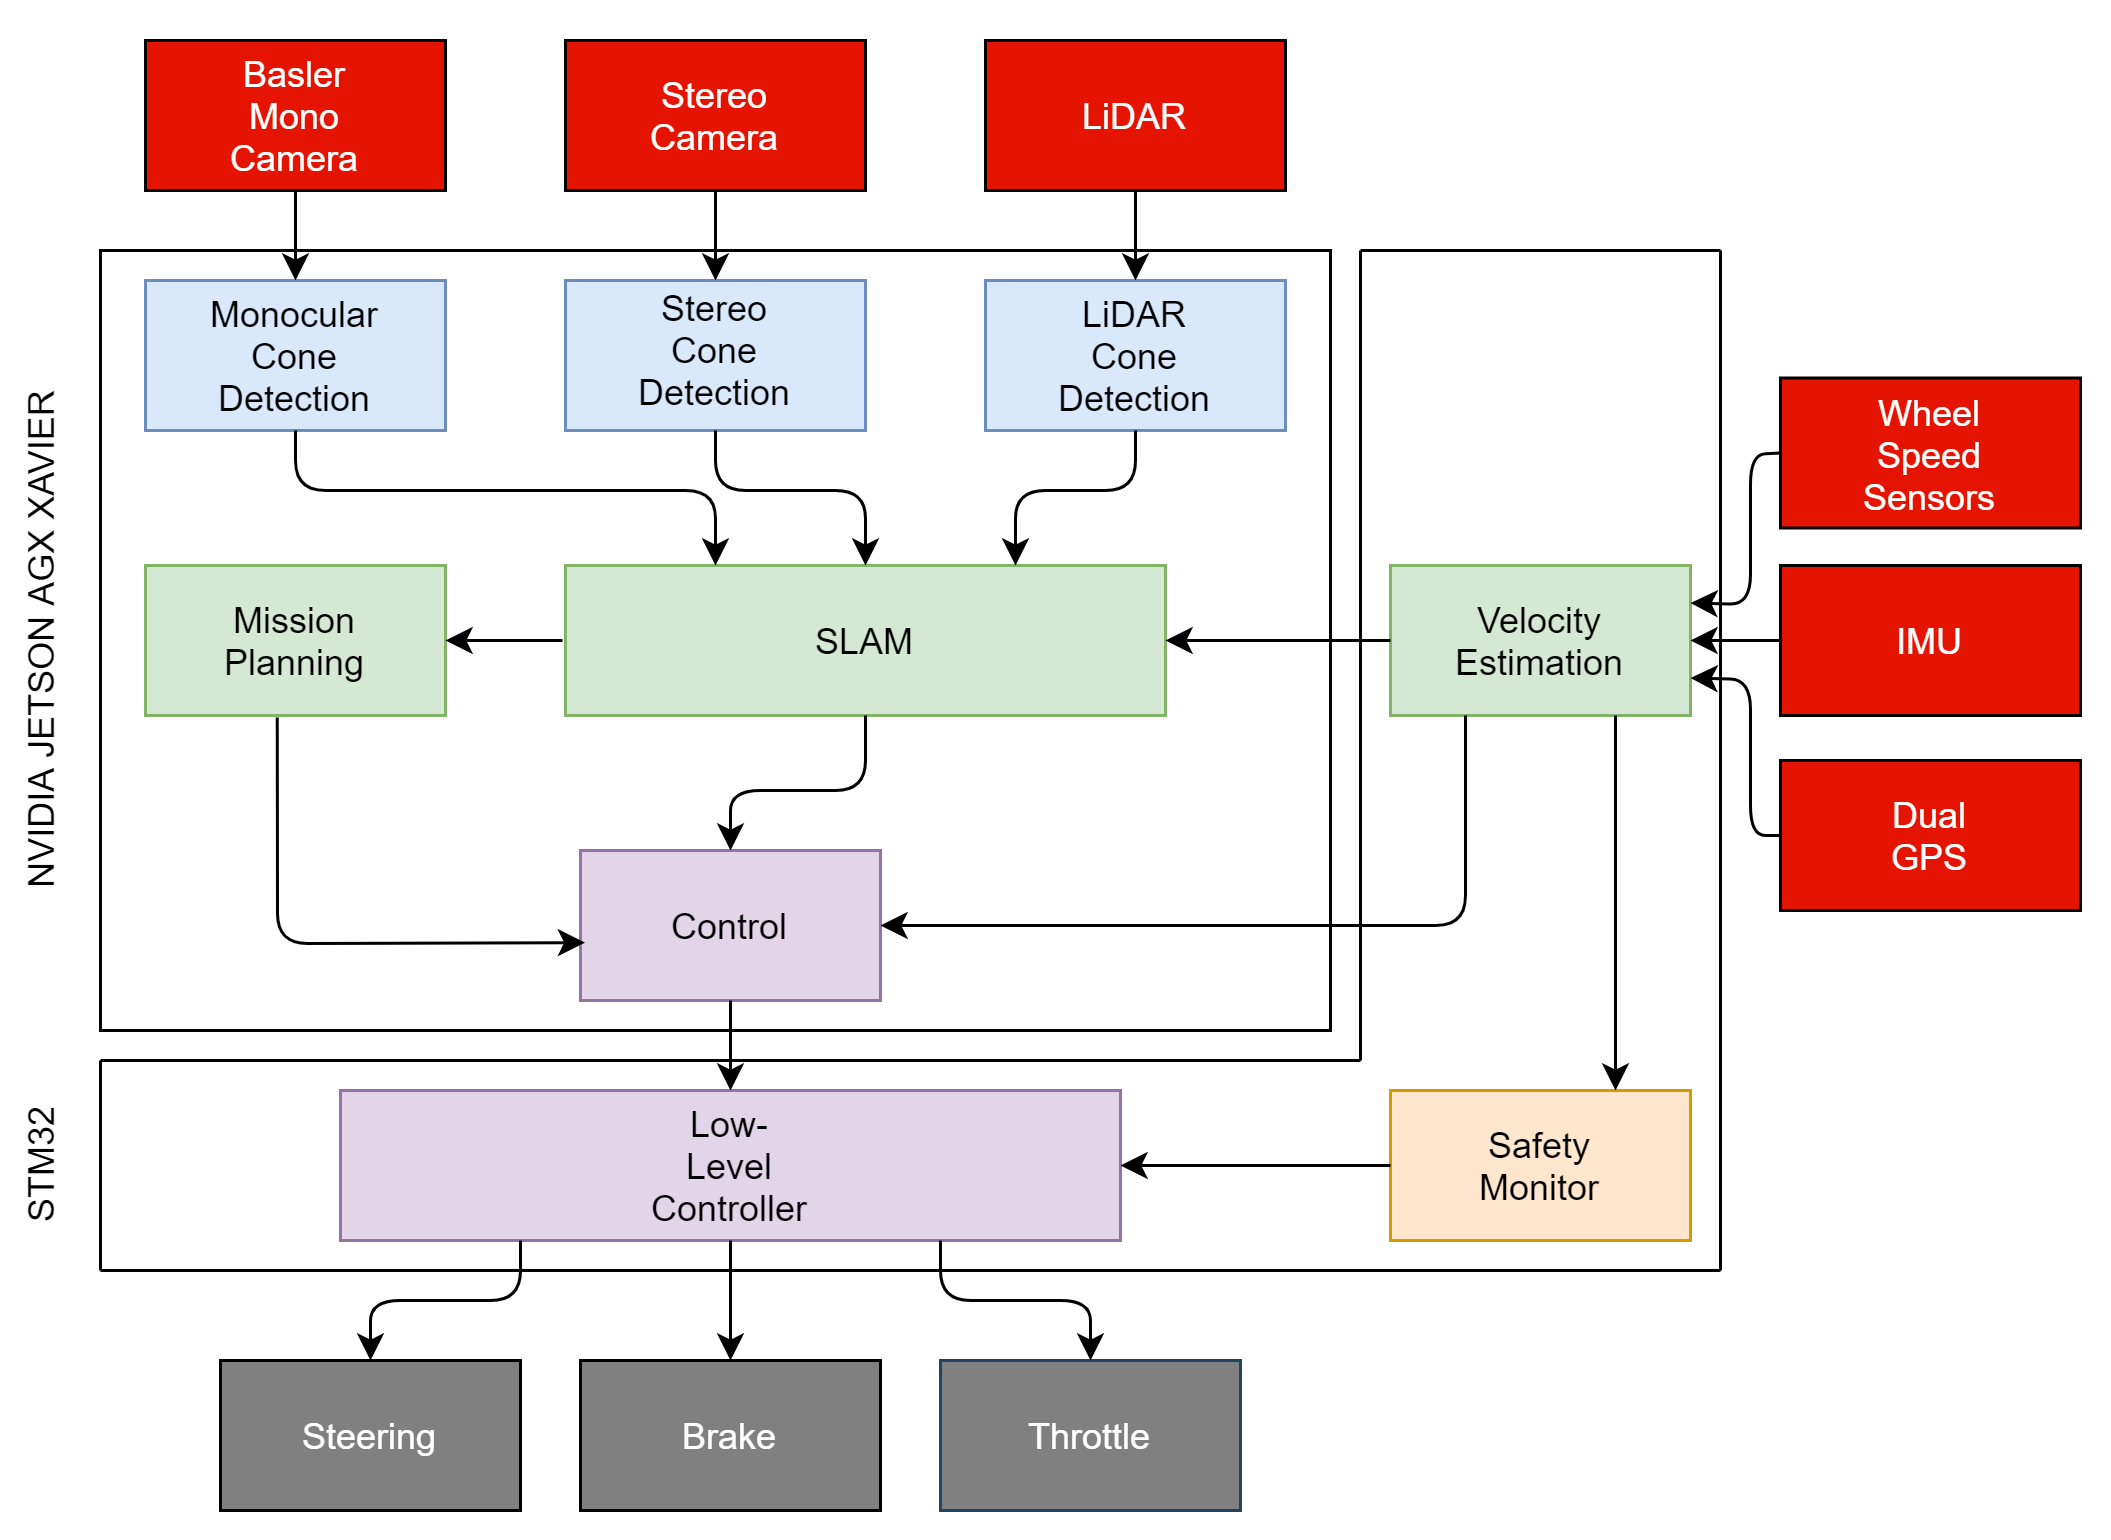 Basler
Mono
Camera
Stereo
Camera
LiDAR
Monocular
Cone
Detection
Stereo
Cone
Detection
LiDAR
Cone
Detection
Wheel
Speed
Sensors
NVIDIA JETSON AGX XAVIER
Mission
Planning
SLAM
Velocity
Estimation
IMU
Dual
GPS
Control
STM32
Low-
Level
Controller
Safety
Monitor
Steering
Brake
Throttle